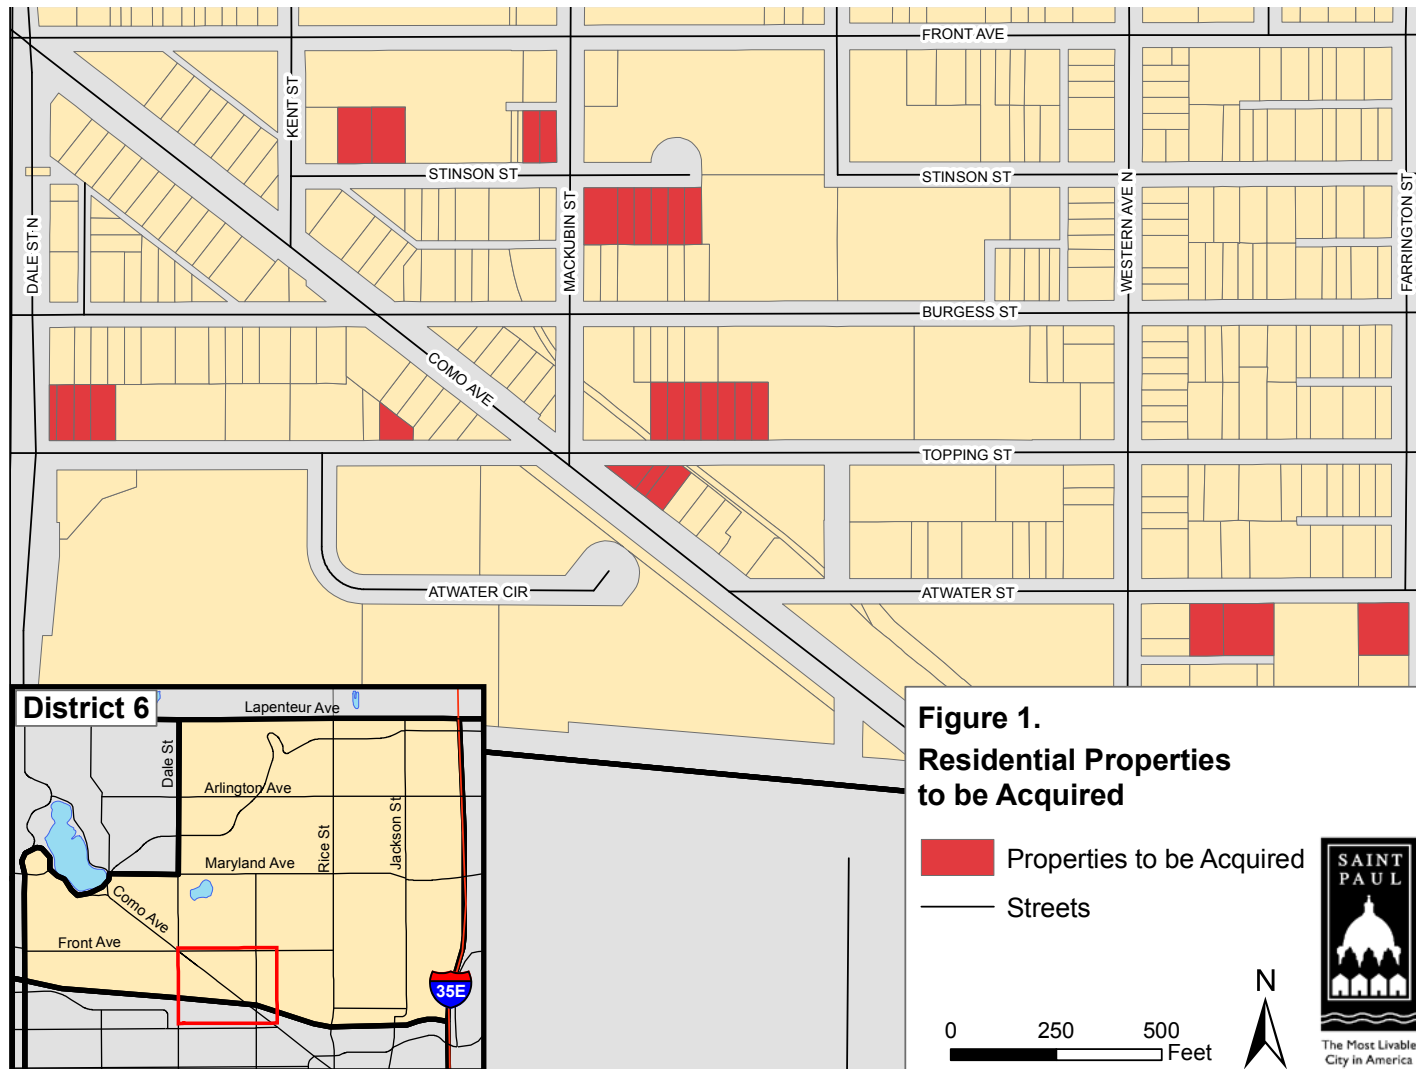 FRONT AVE
KENT ST
STINSON ST
STINSON ST
DALE ST N
MACKUBIN ST
WESTERN AVE N
FARRINGTON ST
BURGESS ST
COMO AVE
TOPPING ST
ATWATER CIR
ATWATER ST
District 6
Lapenteur Ave
Dale St
Arlington Ave
Rice St
Jackson St
Maryland Ave
Como Ave
Front Ave
35E
Figure 1.
Residential Properties
to be Acquired
Properties to be Acquired
Streets
0 250 500
Feet
N
SAINT
PAUL
The Most Livable
City in America